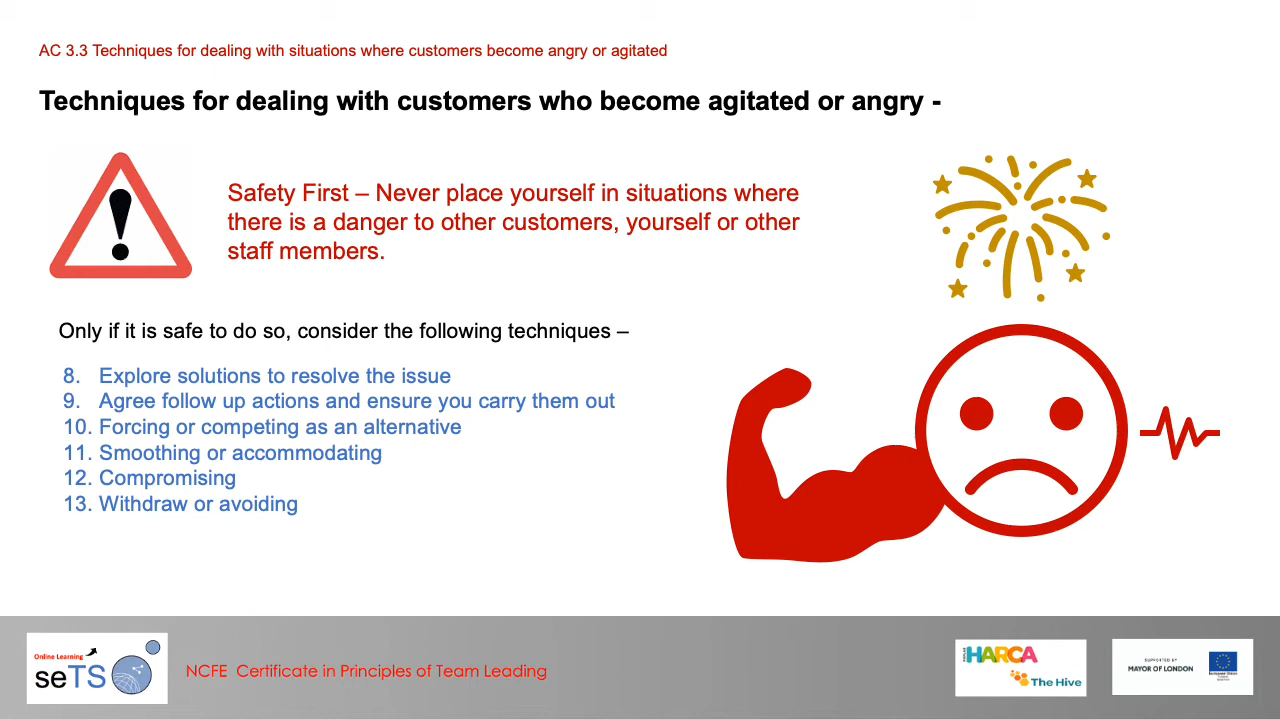 AC 3.3 Techniques for dealing with situations where customers become angry or agitated
Techniques for dealing with customers who become agitated or angry -
Safety First – Never place yourself in situations where
there is a danger to other customers, yourself or other
staff members.
Only if it is safe to do so, consider the following techniques –
8. Explore solutions to resolve the issue
9. Agree follow up actions and ensure you carry them out
10. Forcing or competing as an alternative
11. Smoothing or accommodating
12. Compromising
13. Withdraw or avoiding
Online Learning
seTS
NCFE Certificate in Principles of Team Leading
POPLAR
HARCA
The Hive
SUPPORTED BY
MAYOR OF LONDON
European Union